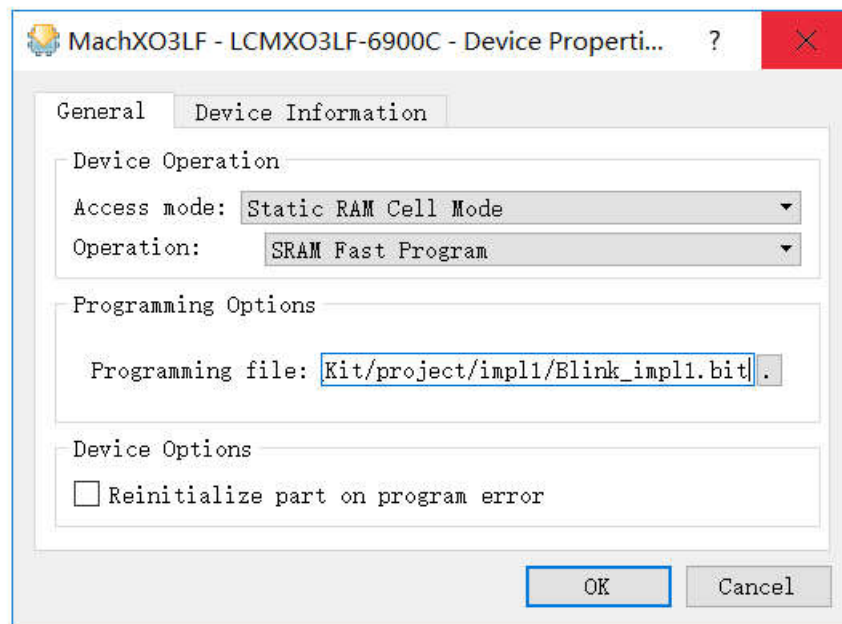 MachXO3LF - LCMXO3LF-6900C - Device Properti... ?
General Device Information
Device Operation
Access mode: Static RAM Cell Mode
Operation: SRAM Fast Program
Programming Options
Programming file: Kit/project/impl1/Blink_impl1.bit .
Device Options
Reinitialize part on program error
OK Cancel